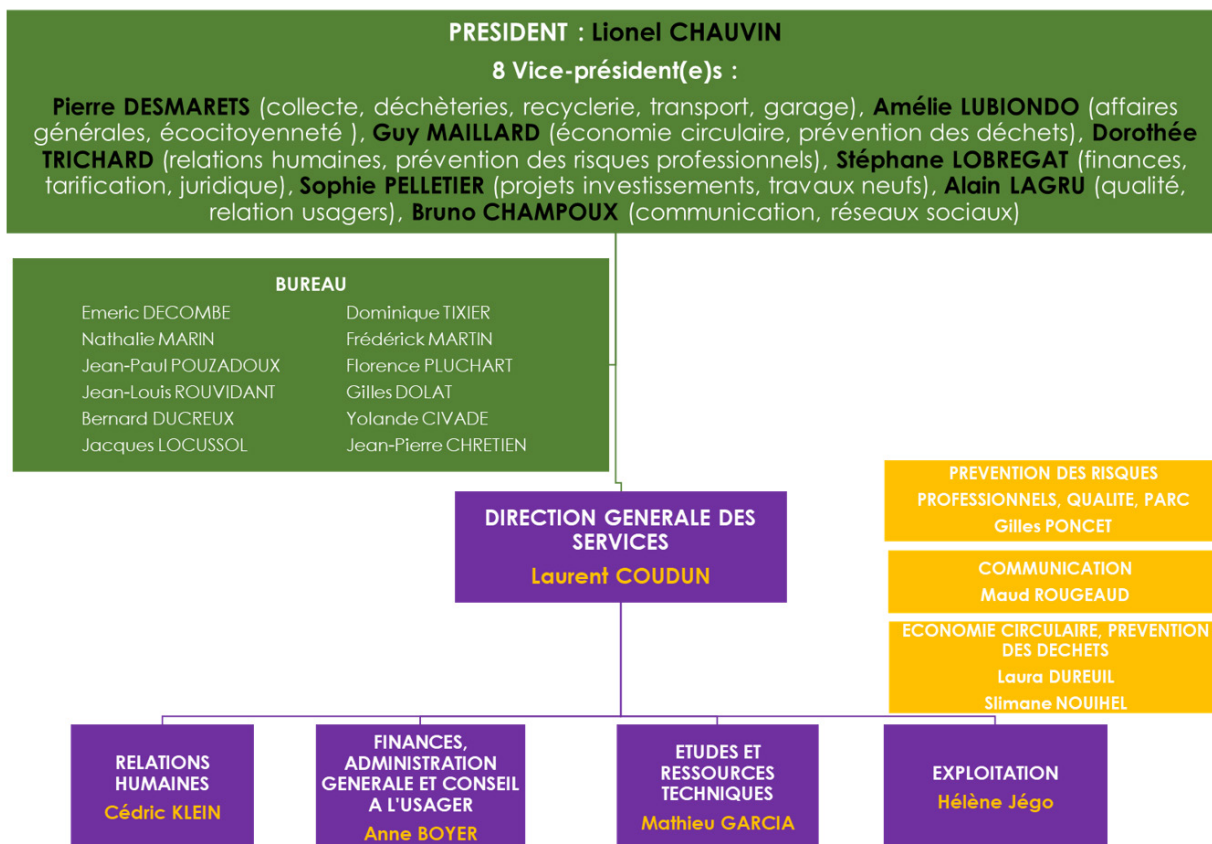 PRESIDENT : Lionel CHAUVIN
8 Vice-président(e)s :
Pierre DESMARETS (collecte, déchèteries, recyclerie, transport, garage), Amélie LUBIONDO (affaires
générales, écocitoyenneté ), Guy MAILLARD (économie circulaire, prévention des déchets), Dorothée
TRICHARD (relations humaines, prévention des risques professionnels), Stéphane LOBREGAT (finances,
tarification, juridique), Sophie PELLETIER (projets investissements, travaux neufs), Alain LAGRU (qualité,
relation usagers), Bruno CHAMPOUX (communication, réseaux sociaux)
BUREAU
Emeric DECOMBE
Nathalie MARIN
Jean-Paul POUZADOUX
Jean-Louis ROUVIDANT
Bernard DUCREUX
Jacques LOCUSSOL
Dominique TIXIER
Frédérick MARTIN
Florence PLUCHART
Gilles DOLAT
Yolande CIVADE
Jean-Pierre CHRETIEN
DIRECTION GENERALE DES
SERVICES
Laurent COUDUN
PREVENTION DES RISQUES
PROFESSIONNELS, QUALITE, PARC
Gilles PONCET
COMMUNICATION
Maud ROUGEAUD
ECONOMIE CIRCULAIRE, PREVENTION
DES DECHETS
Laura DUREUIL
Slimane NOUIHEL
RELATIONS
HUMAINES
Cédric KLEIN
FINANCES,
ADMINISTRATION
GENERALE ET CONSEIL
A L'USAGER
Anne BOYER
ETUDES ET
RESSOURCES
TECHNIQUES
Mathieu GARCIA
EXPLOITATION
Hélène Jégo